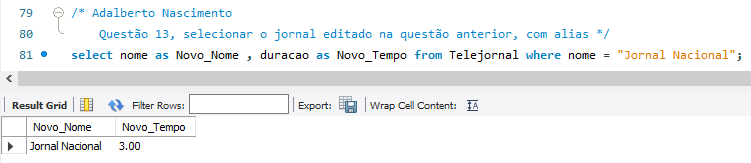 79 /* Adalberto Nascimento
80 Questão 13, selecionar o jornal editado na questão anterior, com alias */
81 select nome as Novo_Nome , duracao as Novo_Tempo from Telejornal where nome = "Jornal Nacional";
Result Grid Filter Rows: Export: Wrap Cell Content:
Novo_Nome Novo_Tempo
Jornal Nacional 3.00